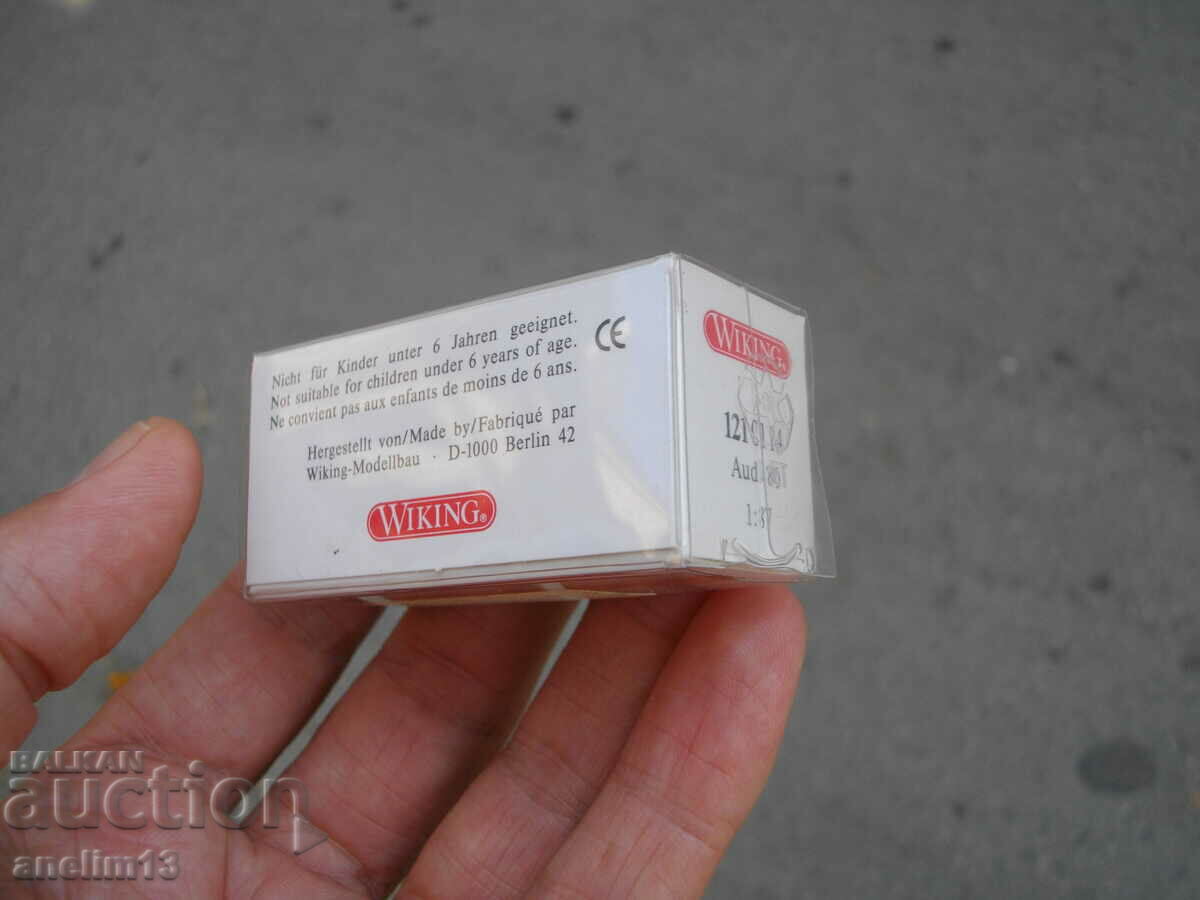 Nicht für Kinder unter 6 Jahren geeignet.
Not suitable for children under 6 years of age.
Ne convient pas aux enfants de moins de 6 ans.
CE
Hergestellt von/Made by/Fabriqué par
Wiking-Modellbau · D-1000 Berlin 42
WIKING®
WIKING®
Audi 80
1:87
BALKAN
auction
anelim13